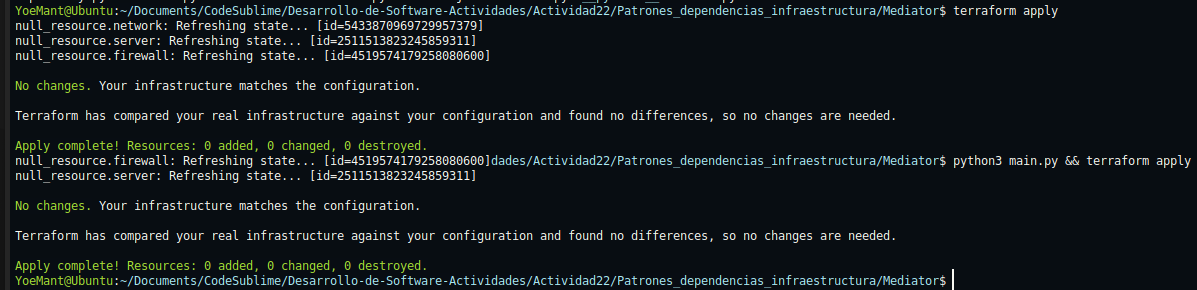 YoeMant@Ubuntu:~/Documents/CodeSublime/Desarrollo-de-Software-Actividades/Actividad22/Patrones_dependencias_infraestructura/Mediator$ terraform apply
null_resource.network: Refreshing state... [id=5433870969729957379]
null_resource.server: Refreshing state... [id=2511513823245859311]
null_resource.firewall: Refreshing state... [id=4519574179258080600]
No changes. Your infrastructure matches the configuration.
Terraform has compared your real infrastructure against your configuration and found no differences, so no changes are needed.
Apply complete! Resources: 0 added, 0 changed, 0 destroyed.
null_resource.firewall: Refreshing state... [id=4519574179258080600]dades/Actividad22/Patrones_dependencias_infraestructura/Mediator$ python3 main.py && terraform apply
null_resource.server: Refreshing state... [id=2511513823245859311]
No changes. Your infrastructure matches the configuration.
Terraform has compared your real infrastructure against your configuration and found no differences, so no changes are needed.
Apply complete! Resources: 0 added, 0 changed, 0 destroyed.
YoeMant@Ubuntu:~/Documents/CodeSublime/Desarrollo-de-Software-Actividades/Actividad22/Patrones_dependencias_infraestructura/Mediator$